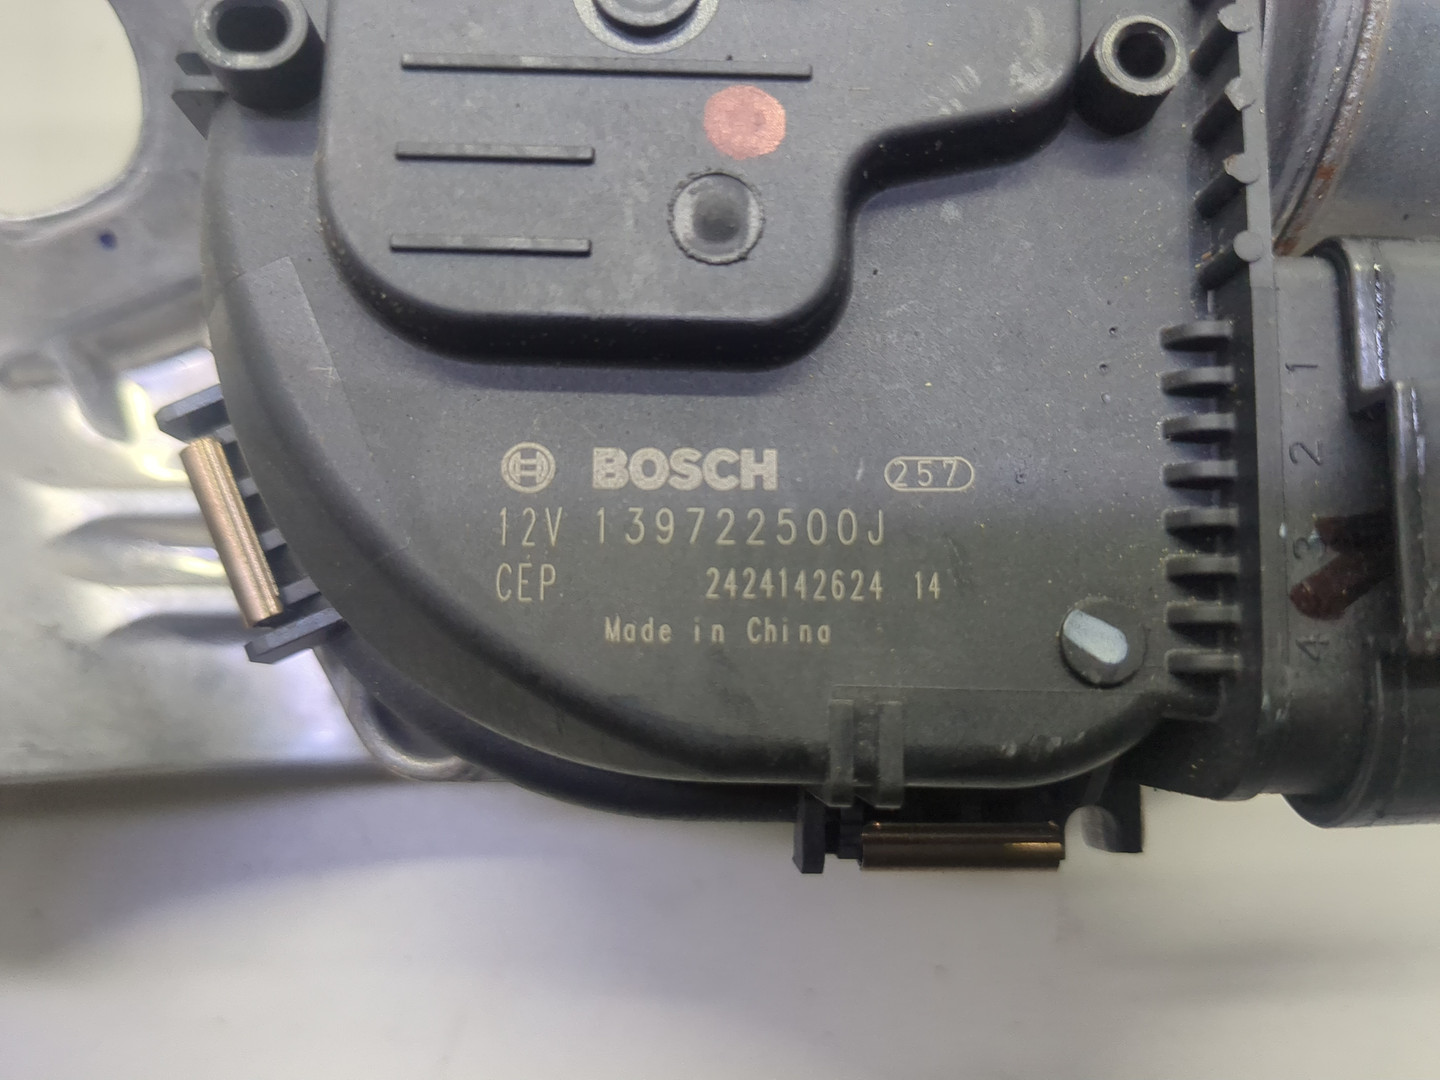 BOSCH 257
12V 139722500J
CEP 2424142624 14
Made in China
1
2
3
4